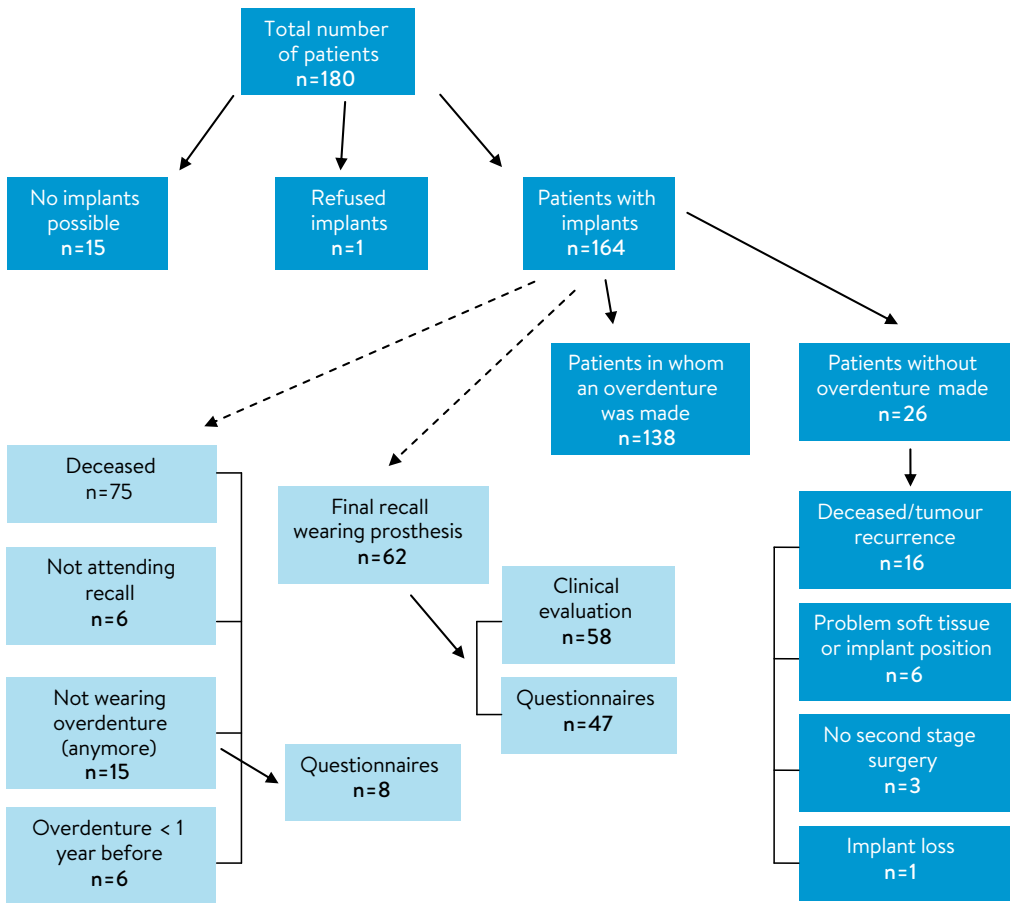 Total number
of patients
n=180
No implants
possible
n=15
Refused
implants
n=1
Patients with
implants
n=164
Patients in whom
an overdenture
was made
n=138
Patients without
overdenture made
n=26
Deceased
n=75
Not attending
recall
n=6
Not wearing
overdenture
(anymore)
n=15
Overdenture < 1
year before
n=6
Questionnaires
n=8
Final recall
wearing prosthesis
n=62
Clinical
evaluation
n=58
Questionnaires
n=47
Deceased/tumour
recurrence
n=16
Problem soft tissue
or implant position
n=6
No second stage
surgery
n=3
Implant loss
n=1